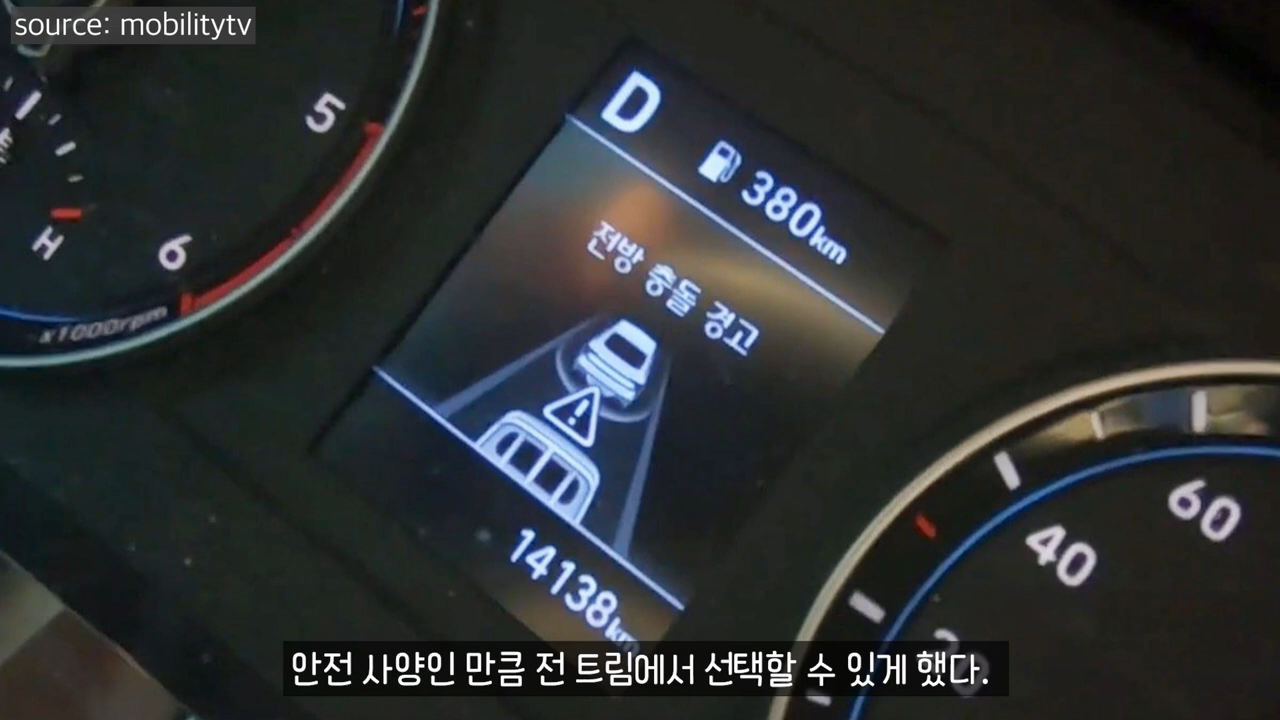 source: mobilitytv
D
380km
전방 충돌 경고
14138km
5
6
H
x1000rpm
60
40
안전 사양인 만큼 전 트림에서 선택할 수 있게 했다.